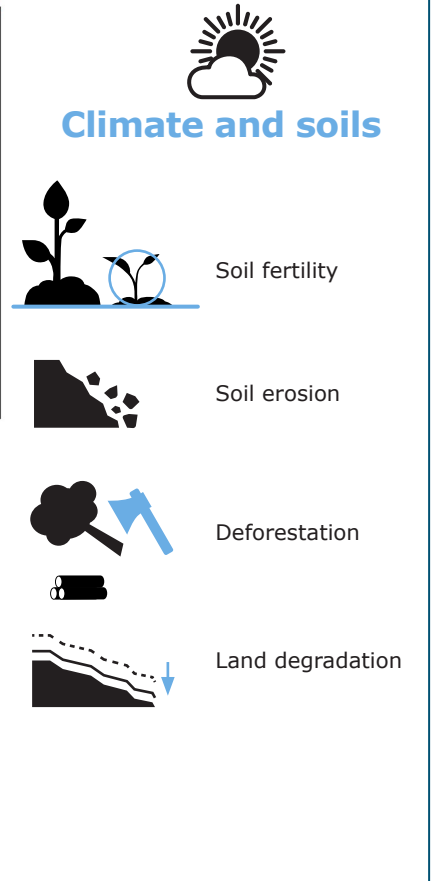 Climate and soils
Soil fertility
Soil erosion
Deforestation
Land degradation